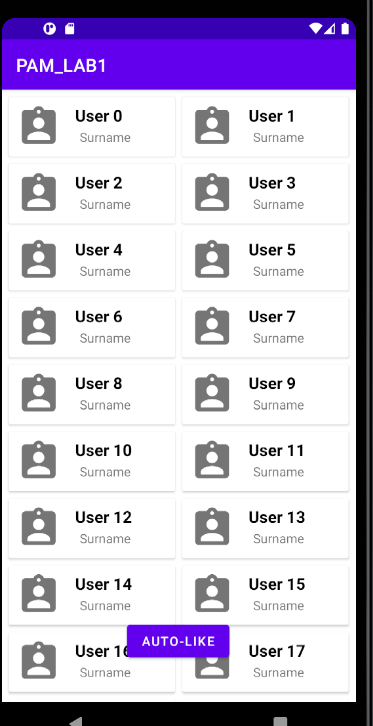 PAM_LAB1
User 0
Surname
User 1
Surname
User 2
Surname
User 3
Surname
User 4
Surname
User 5
Surname
User 6
Surname
User 7
Surname
User 8
Surname
User 9
Surname
User 10
Surname
User 11
Surname
User 12
Surname
User 13
Surname
User 14
Surname
User 15
Surname
AUTO-LIKE
User 16
Surname
User 17
Surname